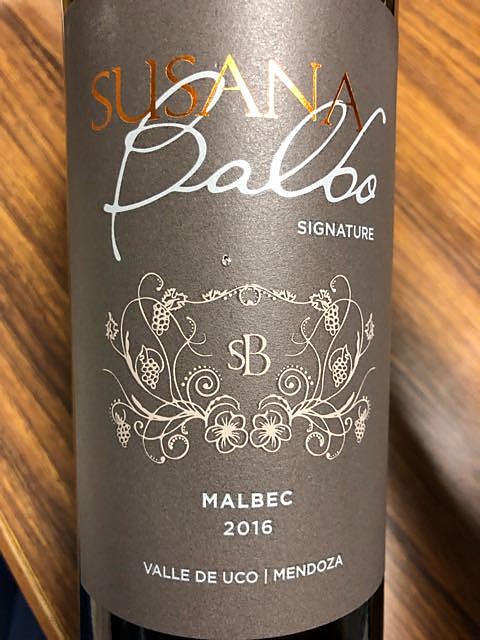 SUSANA
Balbo
SIGNATURE
SB
MALBEC
2016
VALLE DE UCO | MENDOZA